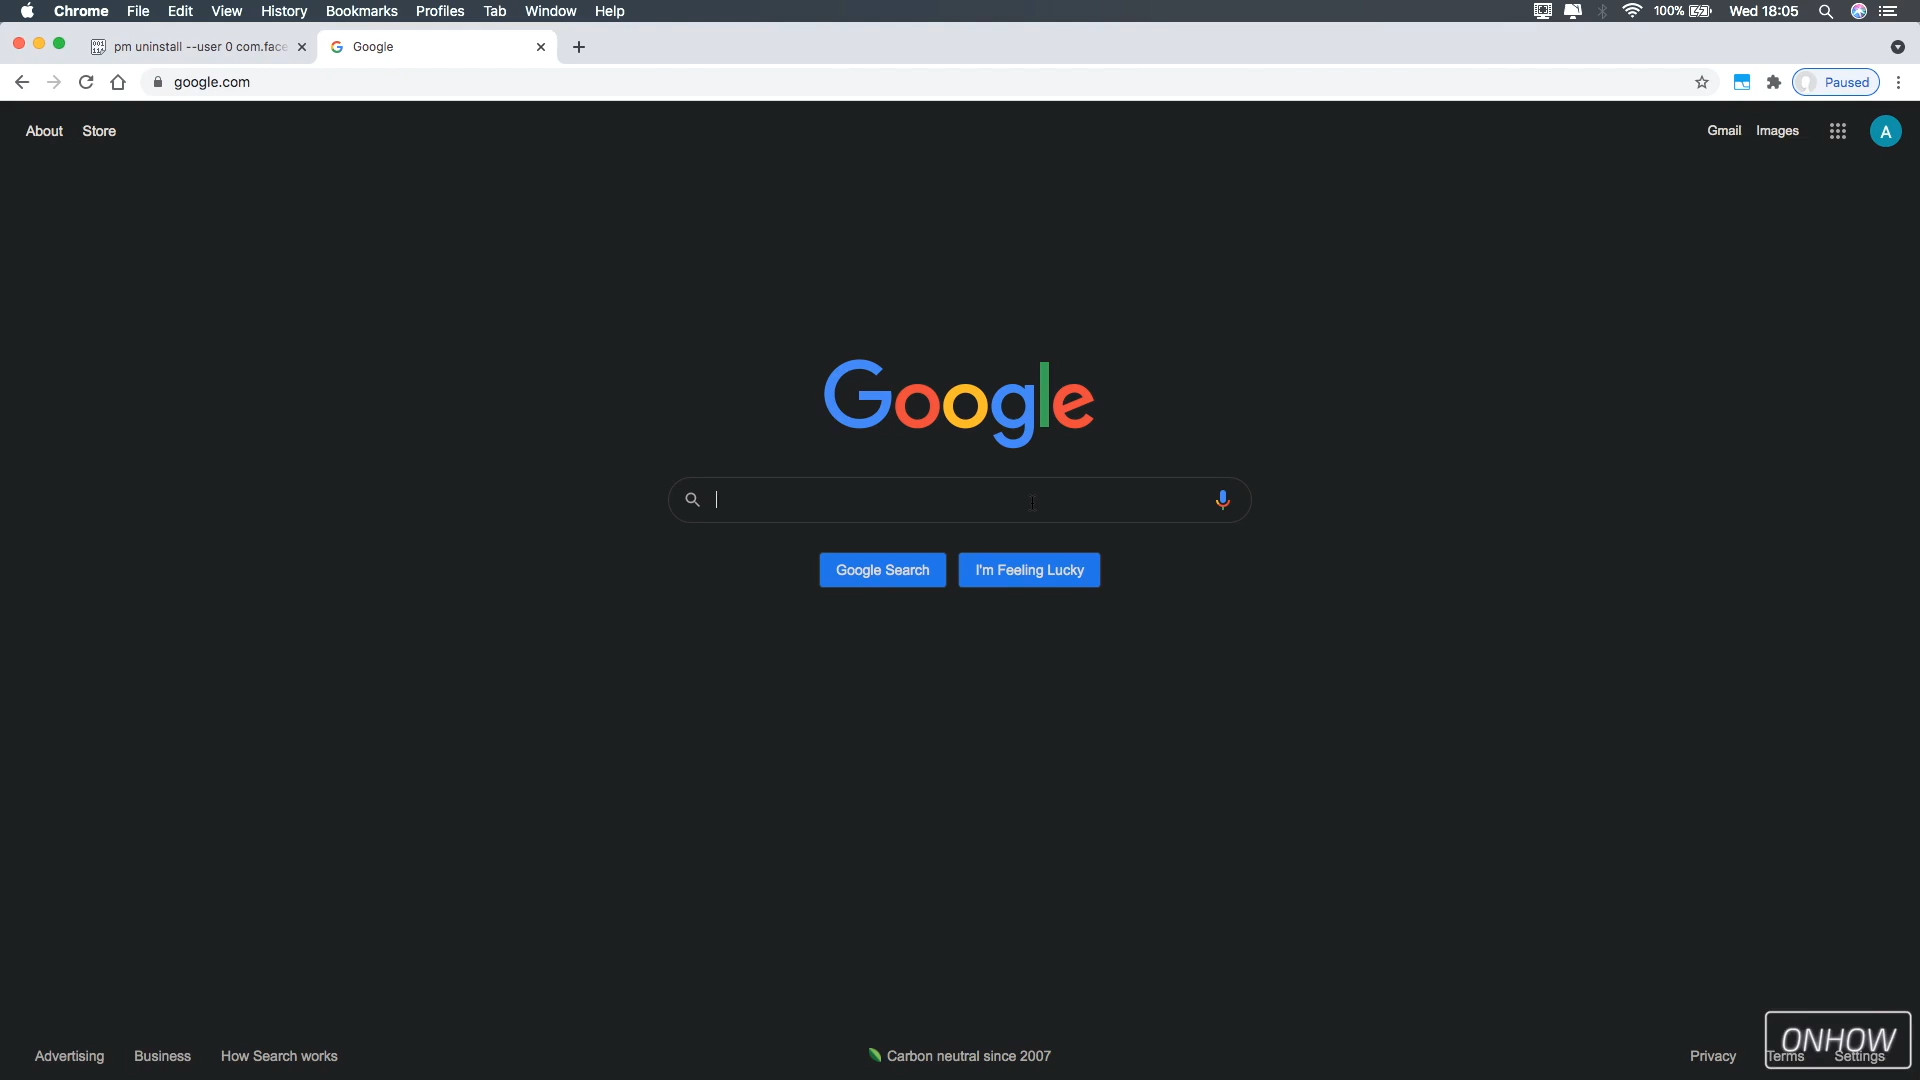 Chrome File Edit View History Bookmarks Profiles Tab Window Help 100% Wed 18:05
pm uninstall --user 0 com.face Google
google.com Paused
About Store Gmail Images A
Google
Google Search I'm Feeling Lucky
Advertising Business How Search works Carbon neutral since 2007 Privacy Terms Settings
ONHOW